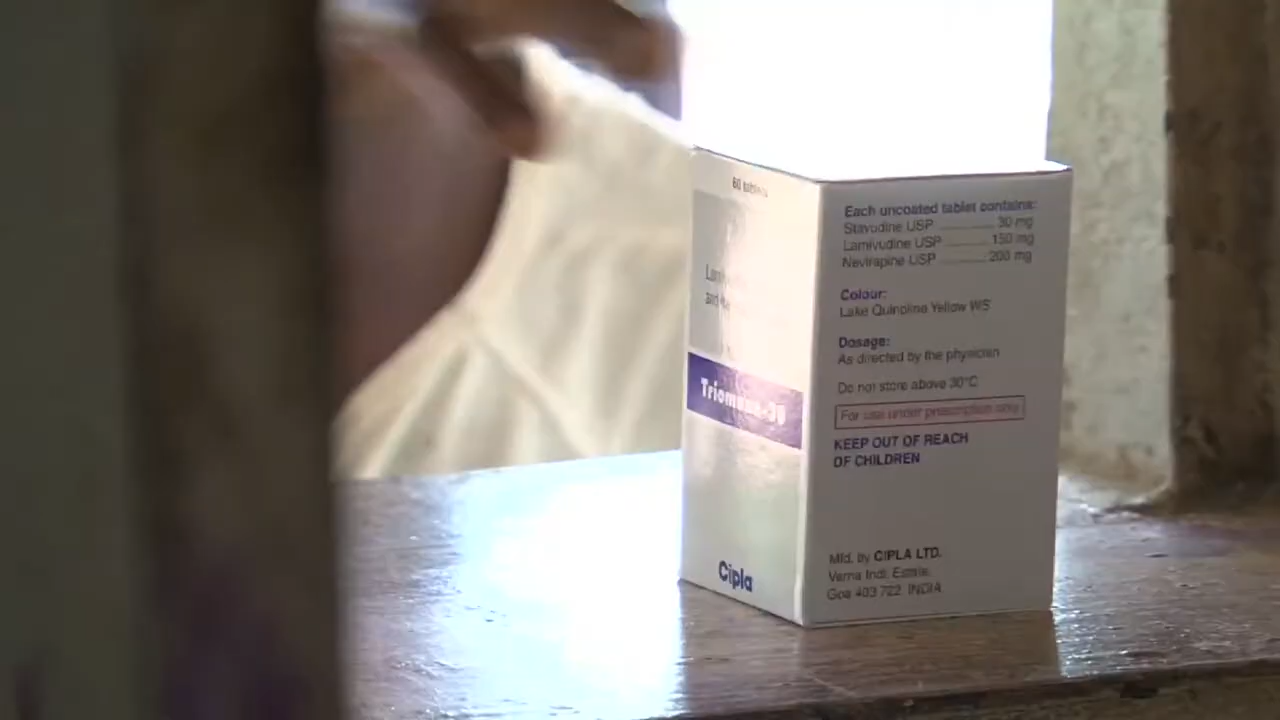 60 tablets
and
Triomune-30
Cipla
Each uncoated tablet contains:
Stavudine USP ............ 30 mg
Lamivudine USP .......... 150 mg
Nevirapine USP ........... 200 mg
Colour:
Lake Quinoline Yellow WS
Dosage:
As directed by the physician
Do not store above 30°C
For use under prescription only
KEEP OUT OF REACH
OF CHILDREN
Mfd. by CIPLA LTD.
Verna Indl. Estate,
Goa 403 722. INDIA